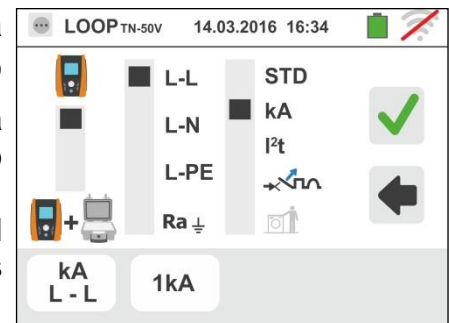 LOOP TN-50V 14.03.2016 16:34
L-L STD
L-N kA
I²t
L-PE
Ra
kA
L - L
1kA